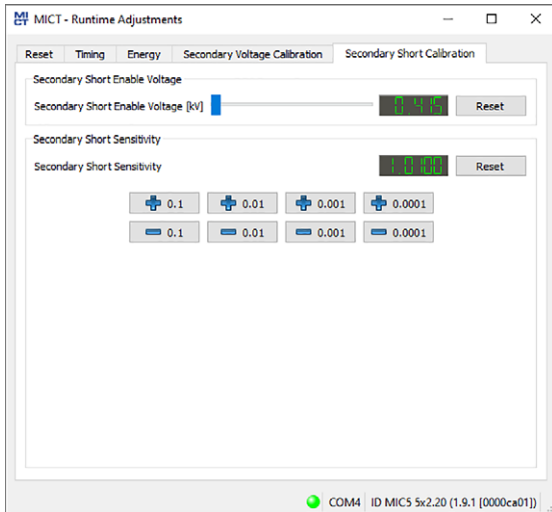 MICT MICT - Runtime Adjustments
Reset Timing Energy Secondary Voltage Calibration Secondary Short Calibration
Secondary Short Enable Voltage
Secondary Short Enable Voltage [kV] 0.415 Reset
Secondary Short Sensitivity
Secondary Short Sensitivity 1.0100 Reset
0.1 0.01 0.001 0.0001
0.1 0.01 0.001 0.0001
COM4 ID MIC5 5x2.20 (1.9.1 [0000ca01])